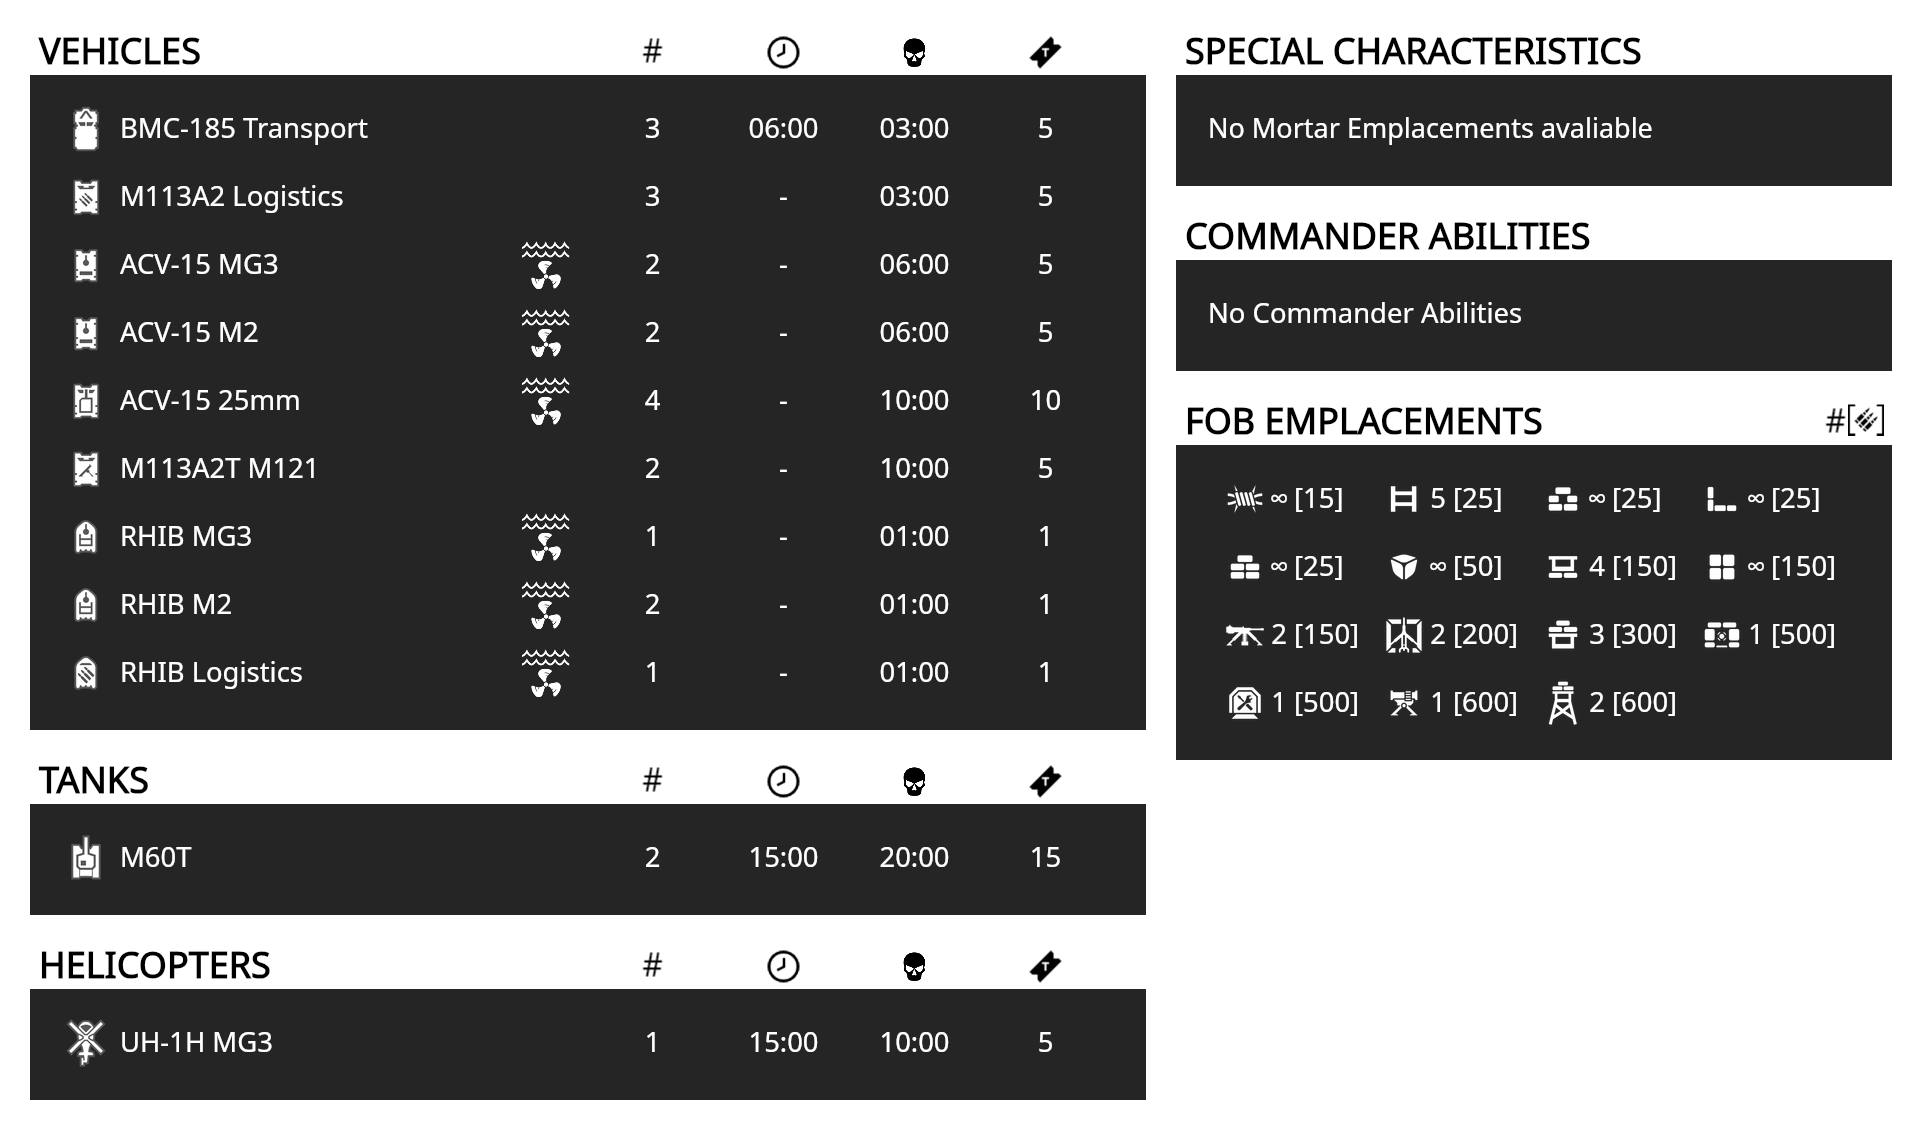 VEHICLES #
BMC-185 Transport 3 06:00 03:00 5
M113A2 Logistics 3 - 03:00 5
ACV-15 MG3 2 - 06:00 5
ACV-15 M2 2 - 06:00 5
ACV-15 25mm 4 - 10:00 10
M113A2T M121 2 - 10:00 5
RHIB MG3 1 - 01:00 1
RHIB M2 2 - 01:00 1
RHIB Logistics 1 - 01:00 1
TANKS #
M60T 2 15:00 20:00 15
HELICOPTERS #
UH-1H MG3 1 15:00 10:00 5
SPECIAL CHARACTERISTICS
No Mortar Emplacements avaliable
COMMANDER ABILITIES
No Commander Abilities
FOB EMPLACEMENTS #[ ]
∞ [15] 5 [25] ∞ [25] ∞ [25]
∞ [25] ∞ [50] 4 [150] ∞ [150]
2 [150] 2 [200] 3 [300] 1 [500]
1 [500] 1 [600] 2 [600]